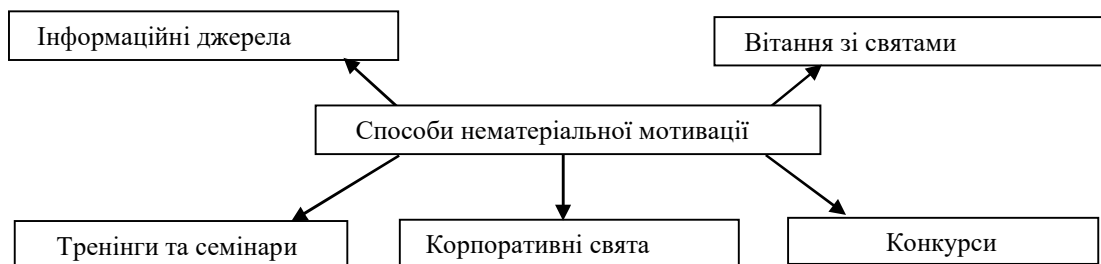 Інформаційні джерела
Вітання зі святами
Способи нематеріальної мотивації
Тренінги та семінари
Корпоративні свята
Конкурси